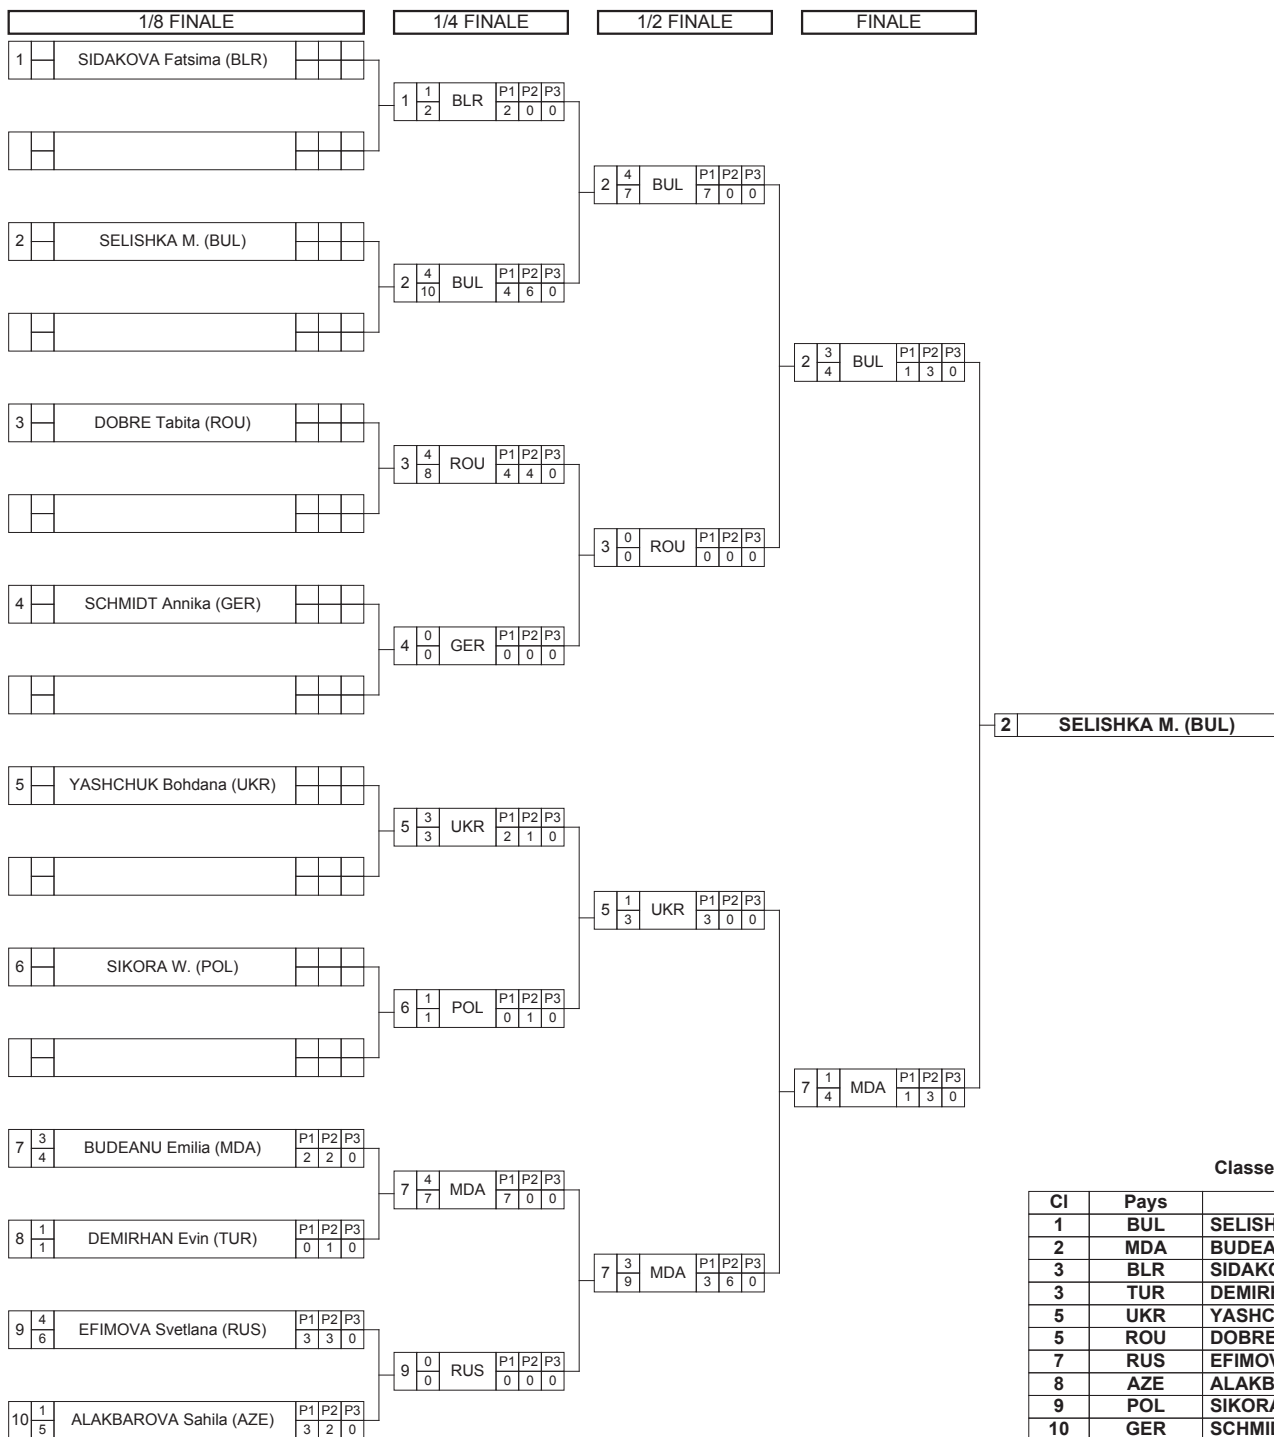 1/8 FINALE 1/4 FINALE 1/2 FINALE FINALE
1 SIDAKOVA Fatsima (BLR)
1 1 BLR P1 P2 P3
2 2 0 0
2 4 BUL P1 P2 P3
7 7 0 0
2 SELISHKA M. (BUL)
2 4 BUL P1 P2 P3
10 4 6 0
2 3 BUL P1 P2 P3
4 1 3 0
3 DOBRE Tabita (ROU)
3 4 ROU P1 P2 P3
8 4 4 0
3 0 ROU P1 P2 P3
0 0 0 0
4 SCHMIDT Annika (GER)
4 0 GER P1 P2 P3
0 0 0 0
2 SELISHKA M. (BUL)
5 YASHCHUK Bohdana (UKR)
5 3 UKR P1 P2 P3
3 2 1 0
5 1 UKR P1 P2 P3
3 3 0 0
6 SIKORA W. (POL)
6 1 POL P1 P2 P3
1 0 1 0
7 1 MDA P1 P2 P3
4 1 3 0
7 3 BUDEANU Emilia (MDA) P1 P2 P3
4 2 2 0
7 4 MDA P1 P2 P3
7 7 0 0
8 1 DEMIRHAN Evin (TUR) P1 P2 P3
1 0 1 0
7 3 MDA P1 P2 P3
9 3 6 0
9 4 EFIMOVA Svetlana (RUS) P1 P2 P3
6 3 3 0
9 0 RUS P1 P2 P3
0 0 0 0
10 1 ALAKBAROVA Sahila (AZE) P1 P2 P3
5 3 2 0
Classe
Cl Pays
1 BUL SELISH
2 MDA BUDEA
3 BLR SIDAKO
3 TUR DEMIRH
5 UKR YASHC
5 ROU DOBRE
7 RUS EFIMOV
8 AZE ALAKB
9 POL SIKORA
10 GER SCHMID